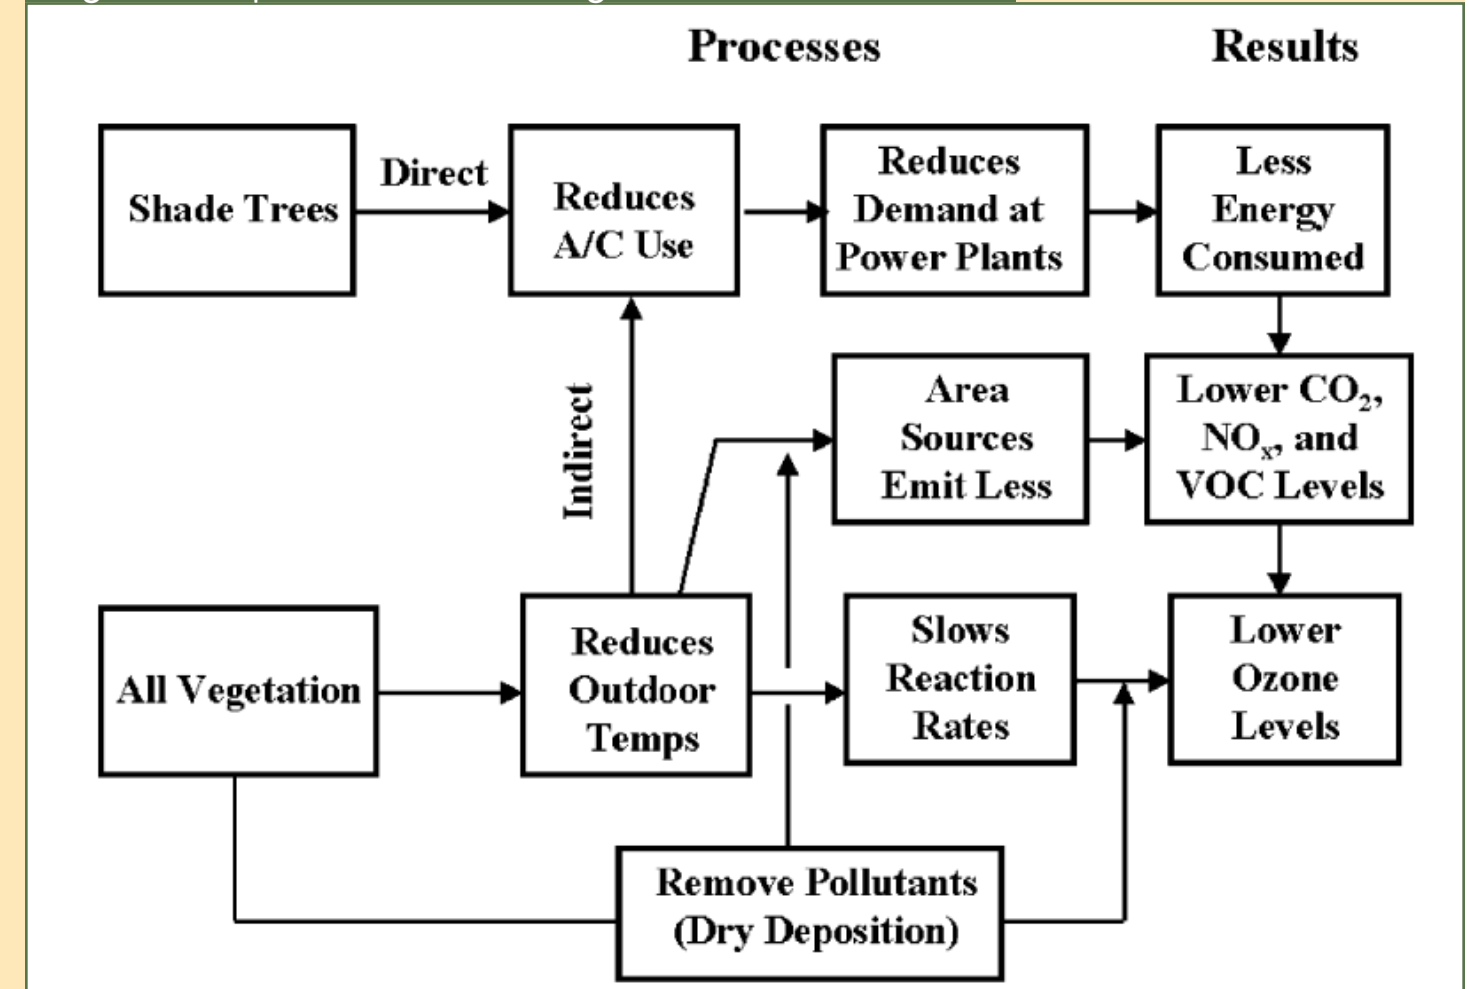 Processes
Results
Shade Trees
Direct
Reduces
A/C Use
Reduces
Demand at
Power Plants
Less
Energy
Consumed
Indirect
Area
Sources
Emit Less
Lower CO₂,
NOₓ, and
VOC Levels
All Vegetation
Reduces
Outdoor
Temps
Slows
Reaction
Rates
Lower
Ozone
Levels
Remove Pollutants
(Dry Deposition)